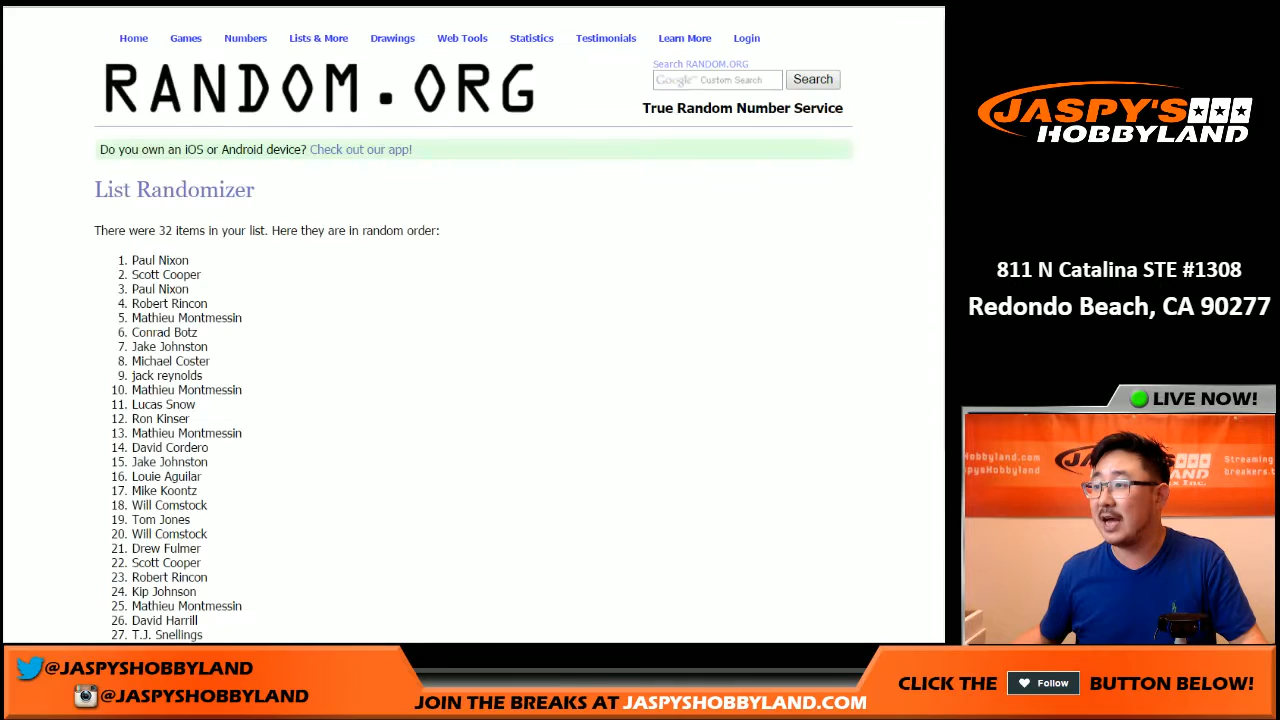 Home Games Numbers Lists & More Drawings Web Tools Statistics Testimonials Learn More Login
RANDOM.ORG
Search RANDOM.ORG
Google™ Custom Search Search
True Random Number Service
Do you own an iOS or Android device? Check out our app!
List Randomizer
There were 32 items in your list. Here they are in random order:
1. Paul Nixon
2. Scott Cooper
3. Paul Nixon
4. Robert Rincon
5. Mathieu Montmessin
6. Conrad Botz
7. Jake Johnston
8. Michael Coster
9. jack reynolds
10. Mathieu Montmessin
11. Lucas Snow
12. Ron Kinser
13. Mathieu Montmessin
14. David Cordero
15. Jake Johnston
16. Louie Aguilar
17. Mike Koontz
18. Will Comstock
19. Tom Jones
20. Will Comstock
21. Drew Fulmer
22. Scott Cooper
23. Robert Rincon
24. Kip Johnson
25. Mathieu Montmessin
26. David Harrill
27. T.J. Snellings
JASPY'S
HOBBYLAND
811 N Catalina STE #1308
Redondo Beach, CA 90277
LIVE NOW!
Hobbyland.com
Streaming
@JASPYSHOBBYLAND
@JASPYSHOBBYLAND
JOIN THE BREAKS AT JASPYSHOBBYLAND.COM
CLICK THE Follow BUTTON BELOW!